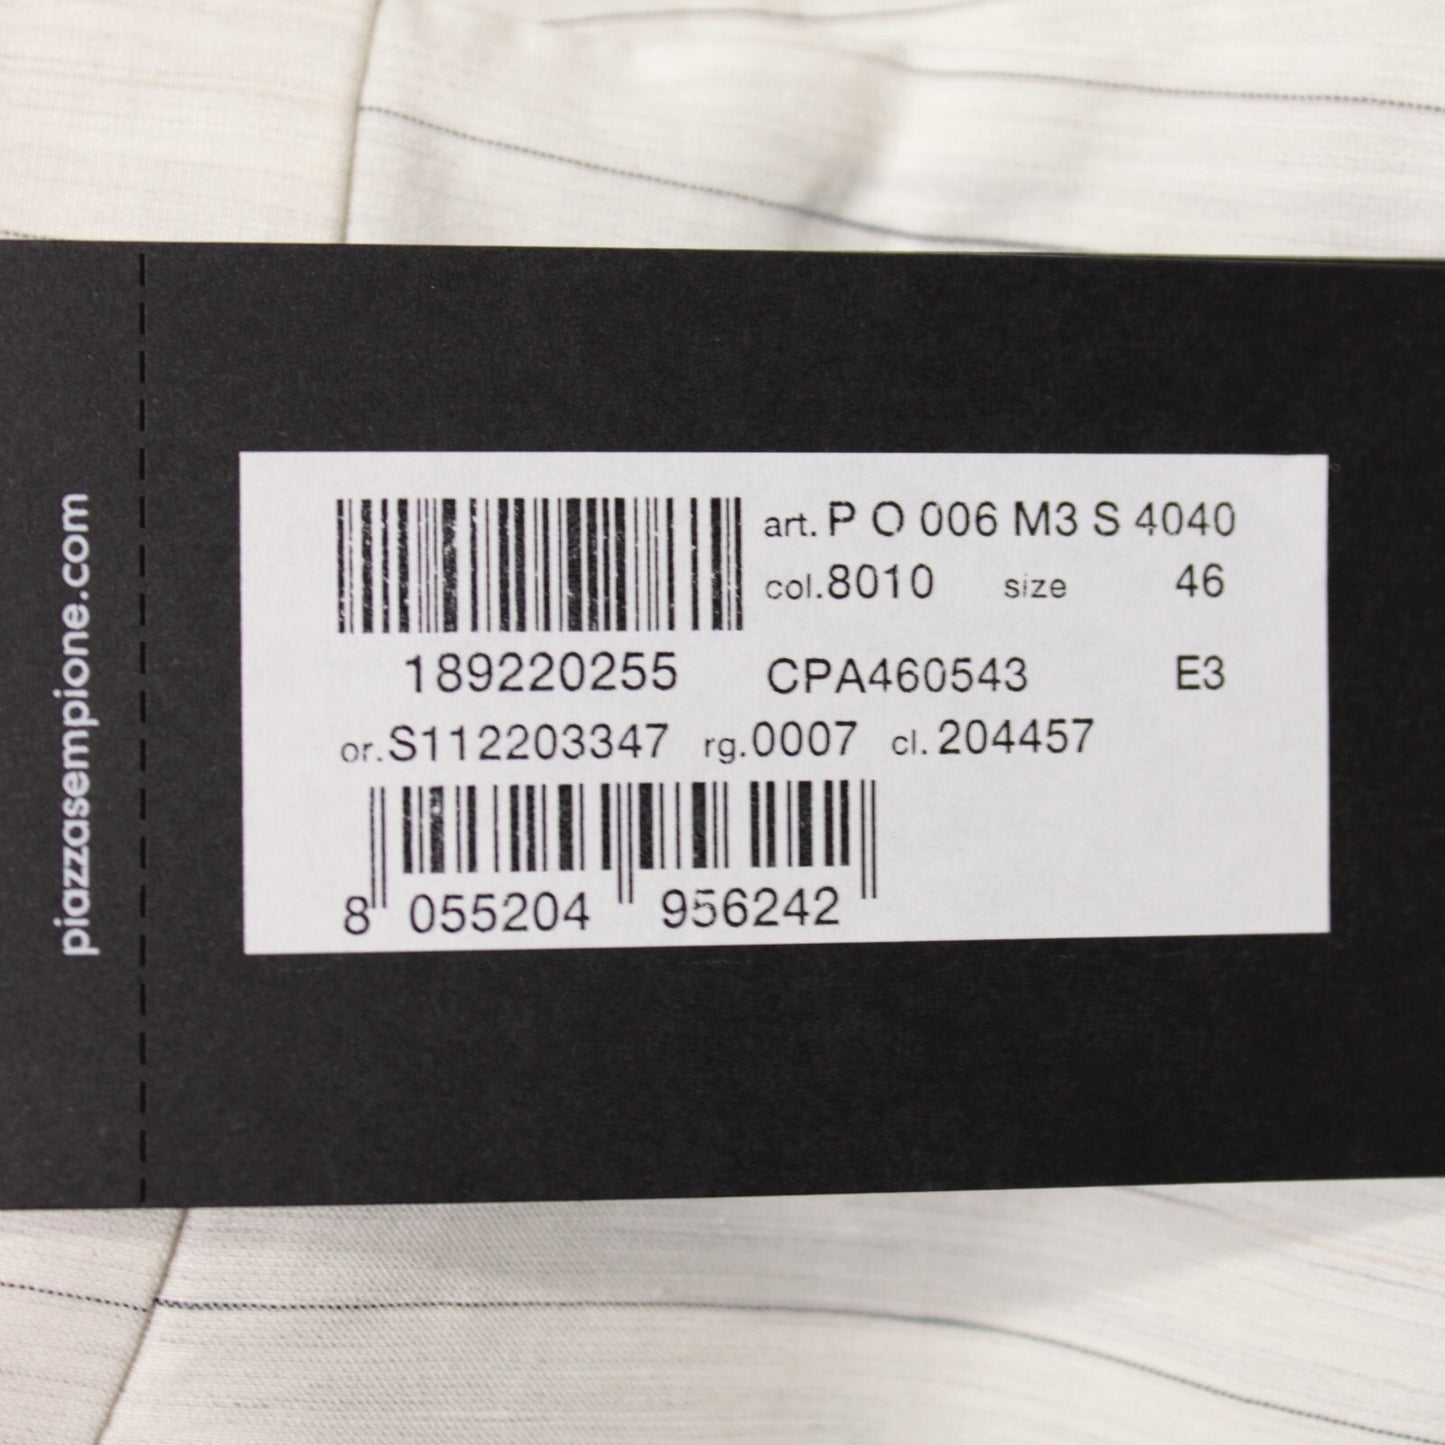 piazzasempione.com
art. P O 006 M3 S 4040
col.8010 size 46
189220255 CPA460543 E3
or.S112203347 rg.0007 cl.204457
8 055204 956242